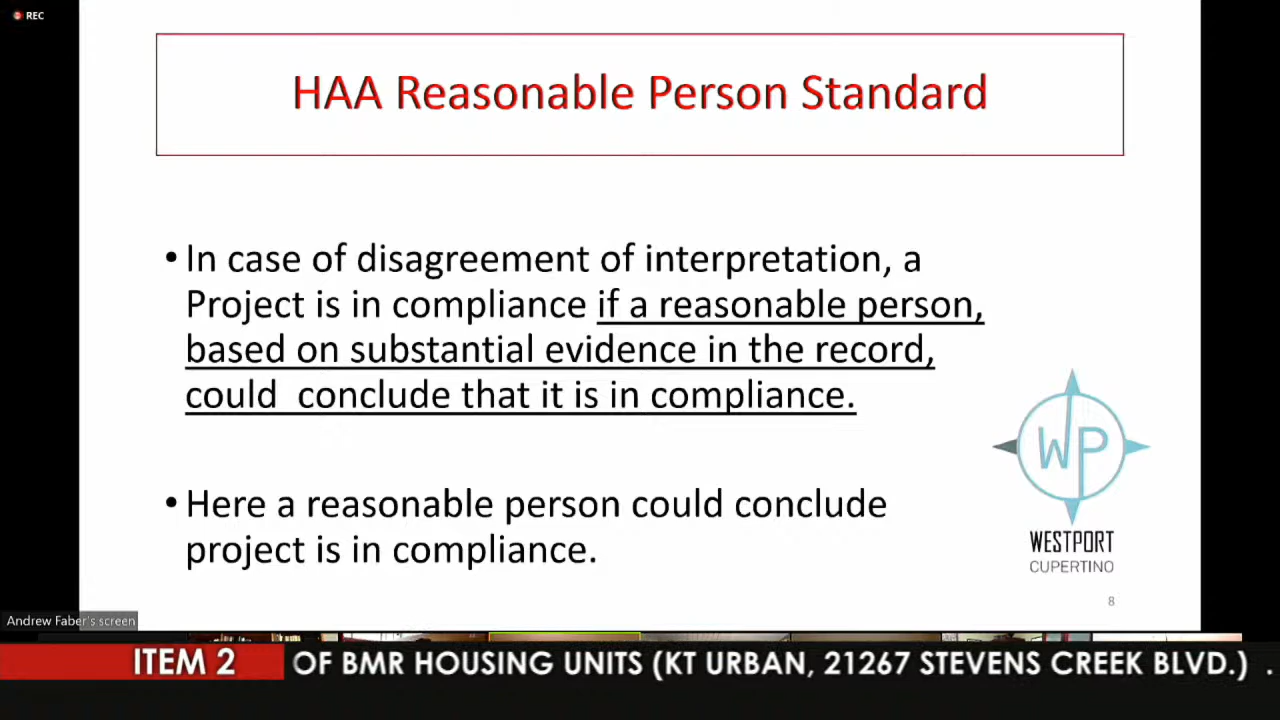 REC
HAA Reasonable Person Standard
• In case of disagreement of interpretation, a
Project is in compliance if a reasonable person,
based on substantial evidence in the record,
could conclude that it is in compliance.
• Here a reasonable person could conclude
project is in compliance.
WP
WESTPORT
CUPERTINO
8
Andrew Faber's screen
ITEM 2 OF BMR HOUSING UNITS (KT URBAN, 21267 STEVENS CREEK BLVD.) .